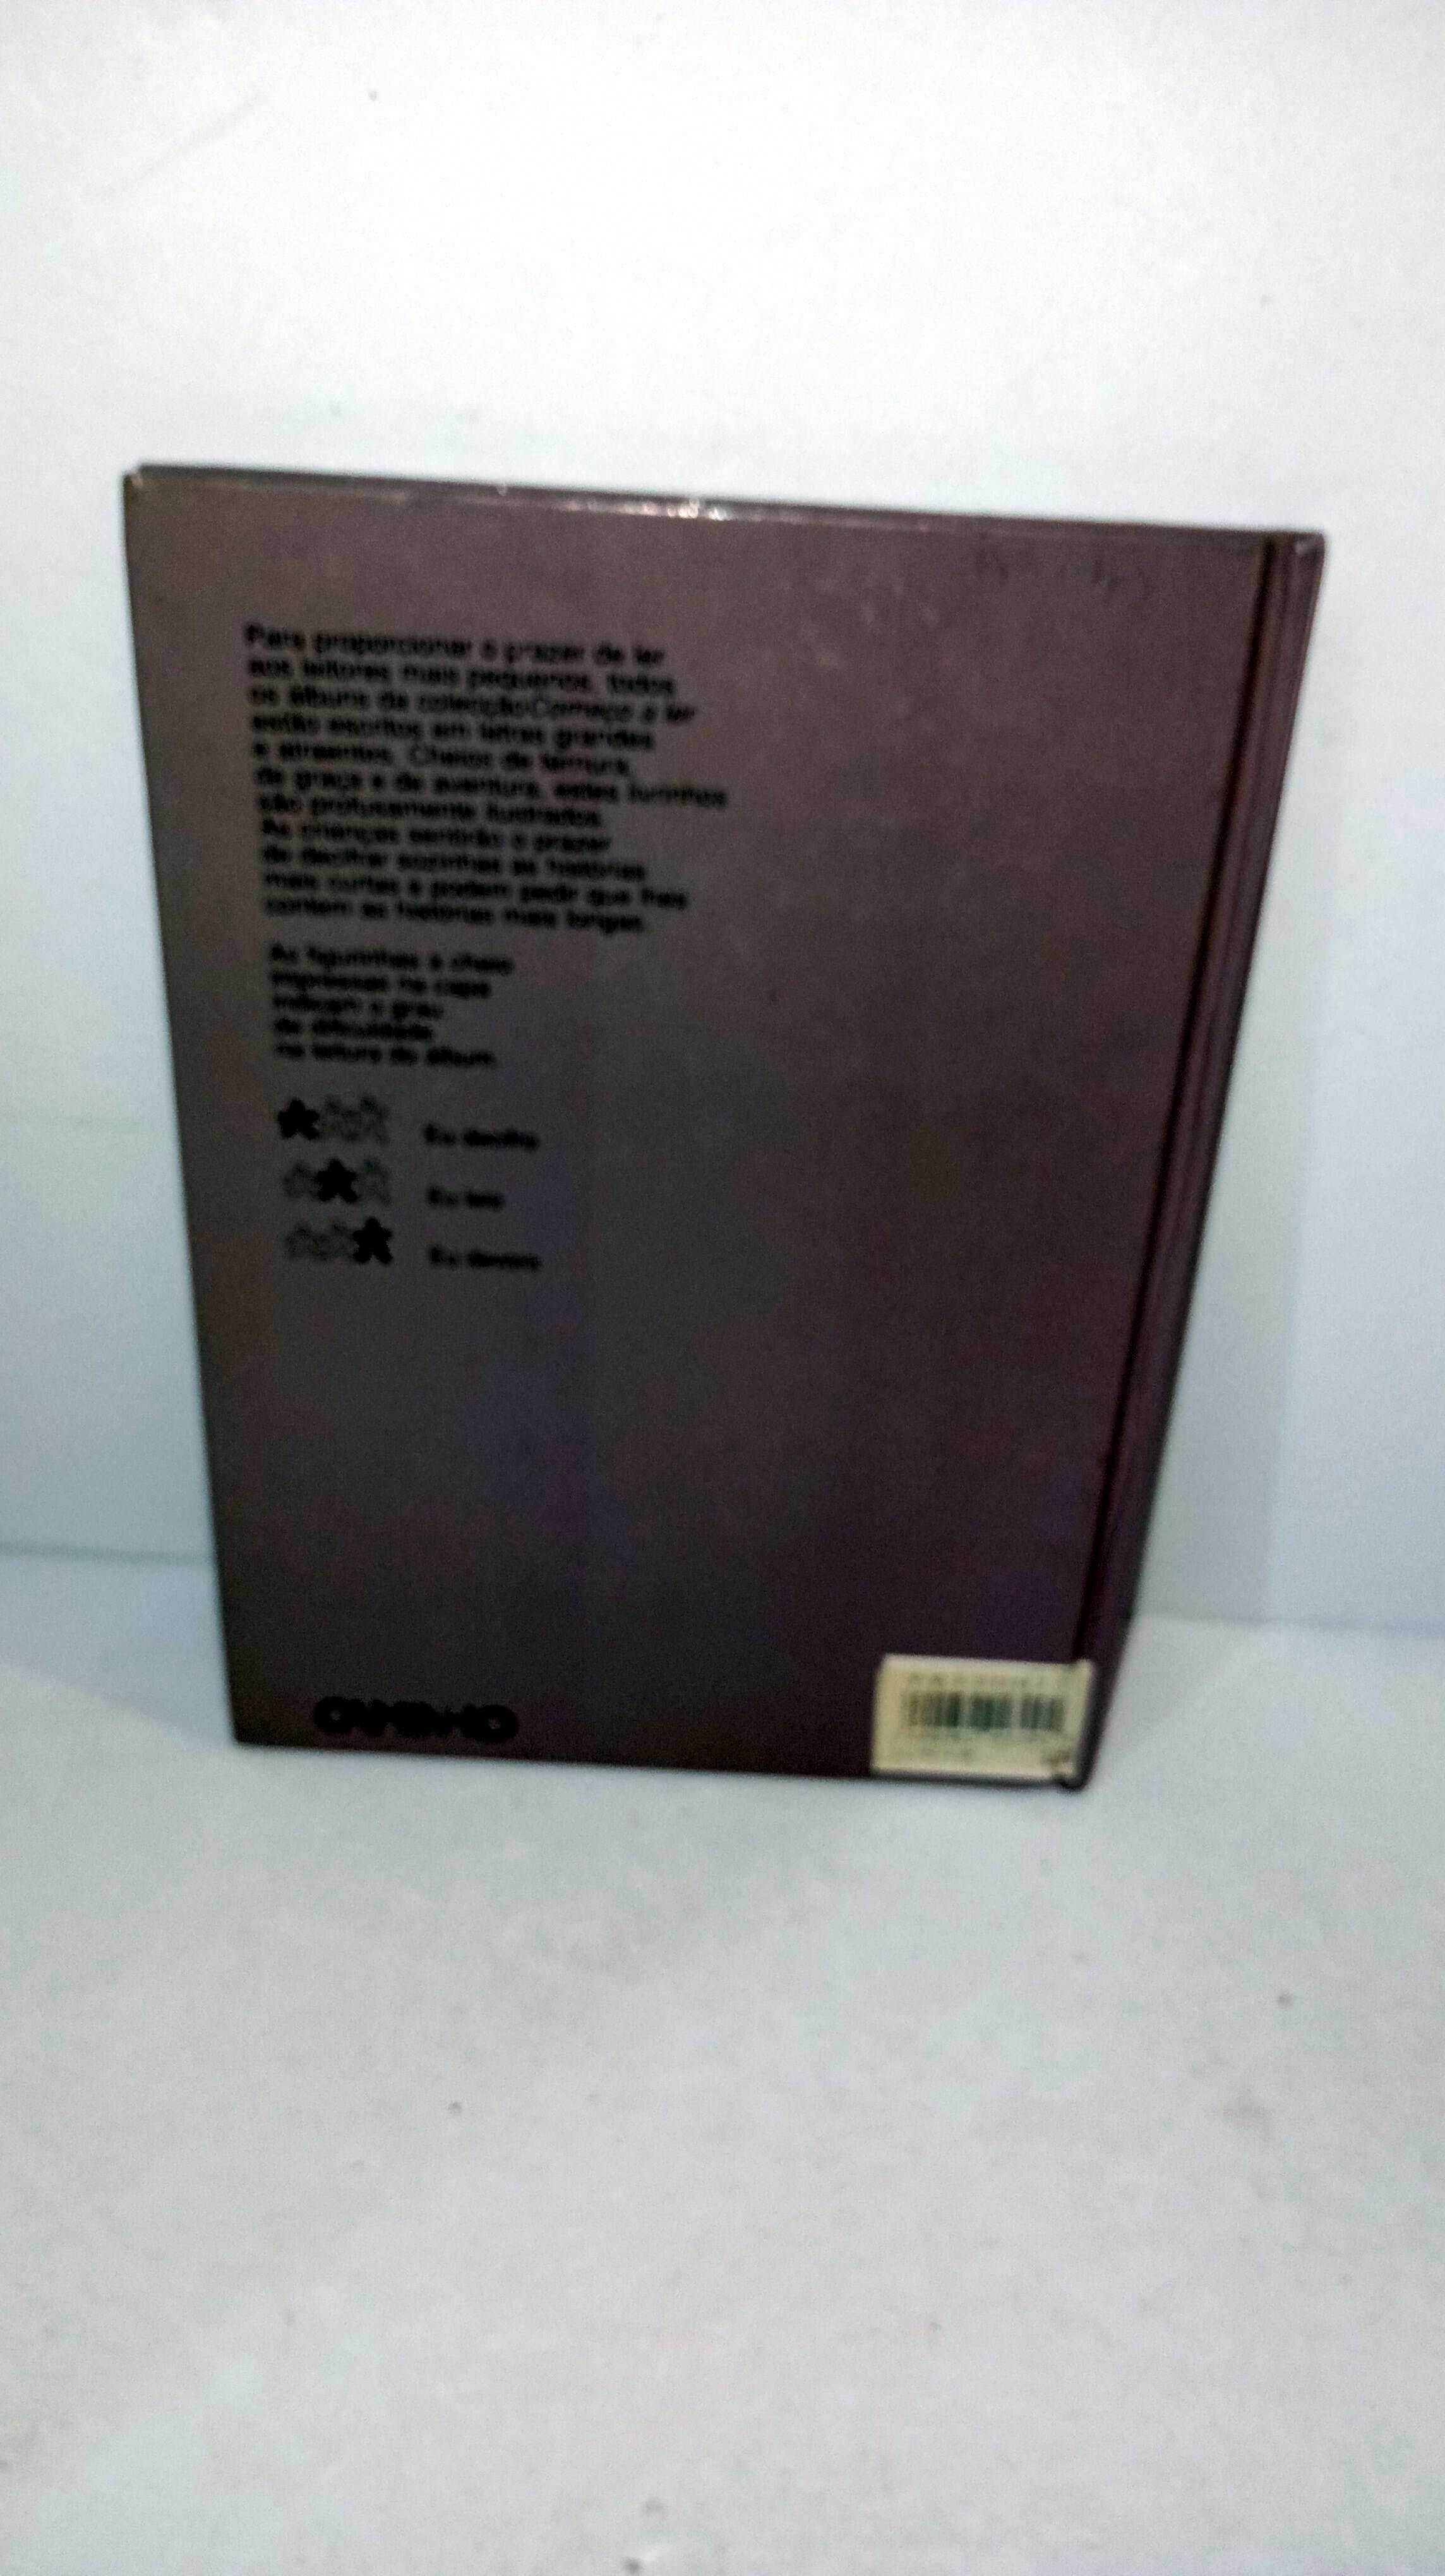 Para proporcionar o prazer de ler
aos leitores mais pequenos, todos
os álbuns da colecção Começo a ler
estão escritos em letras grandes
e atraentes. Cheios de ternura,
de graça e de aventura, estes livrinhos
são profusamente ilustrados.
As crianças sentirão o prazer
de decifrar sozinhas as histórias
mais curtas e podem pedir que lhes
contem as histórias mais longas.
As figurinhas a cheio
impressas na capa
indicam o grau
de dificuldade
na leitura do álbum.
Eu decifro
Eu leio
Eu devoro
CAMINHO